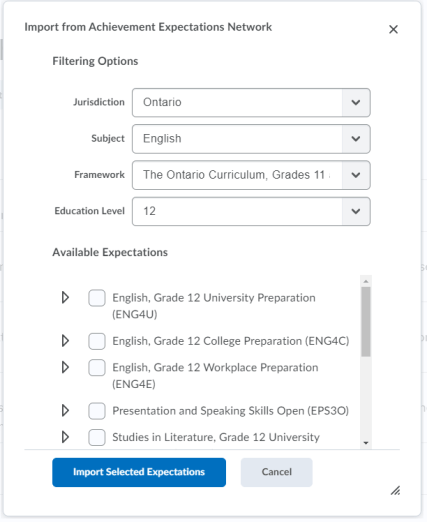 Import from Achievement Expectations Network
Filtering Options
Jurisdiction Ontario
Subject English
Framework The Ontario Curriculum, Grades 11
Education Level 12
Available Expectations
English, Grade 12 University Preparation
(ENG4U)
English, Grade 12 College Preparation (ENG4C)
English, Grade 12 Workplace Preparation
(ENG4E)
Presentation and Speaking Skills Open (EPS3O)
Studies in Literature, Grade 12 University
Import Selected Expectations Cancel